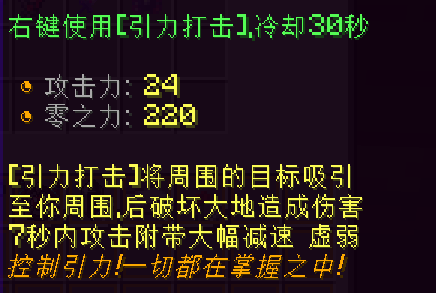 右键使用[引力打击],冷却30秒
攻击力: 24
零之力: 220
[引力打击]将周围的目标吸引
至你周围,后破坏大地造成伤害
7秒内攻击附带大幅减速 虚弱
控制引力!一切都在掌握之中!